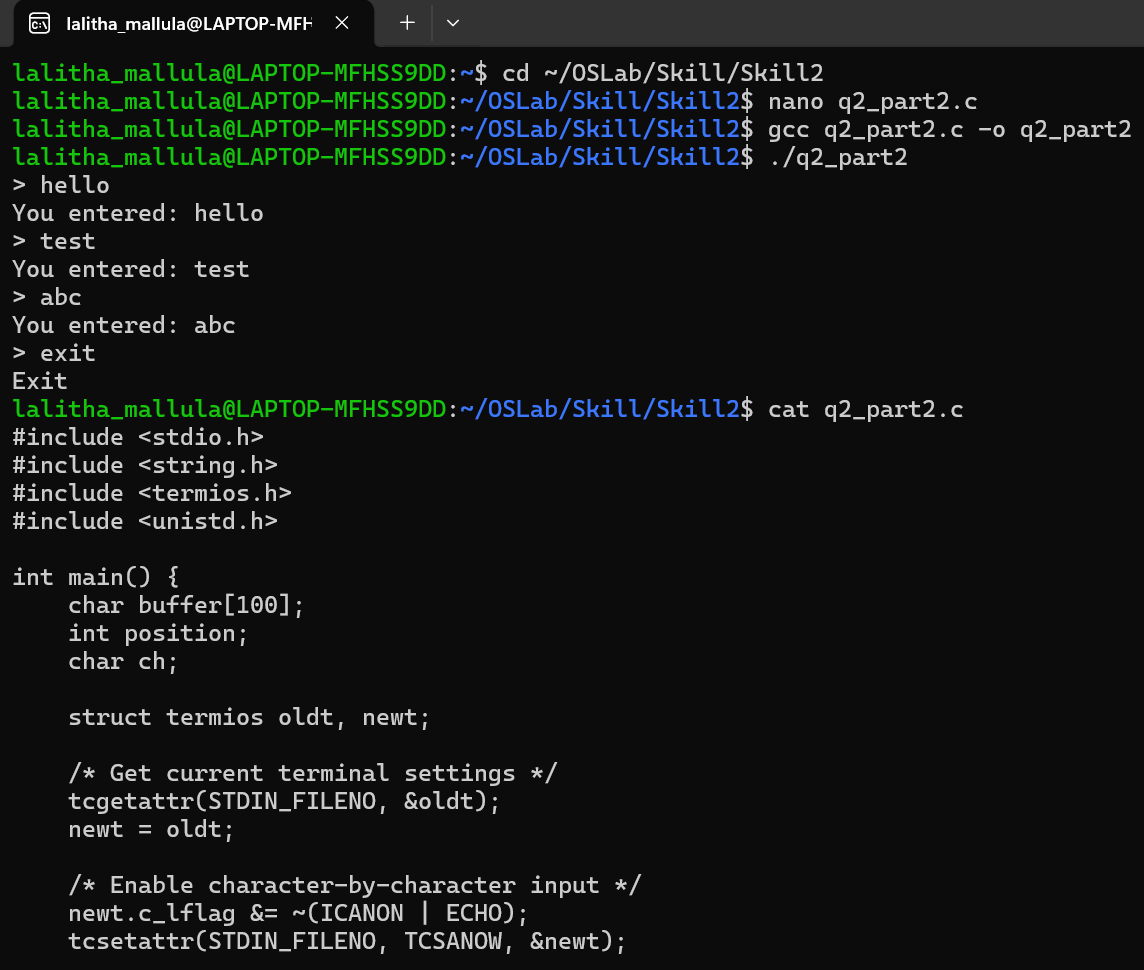 lalitha_mallula@LAPTOP-MFH
lalitha_mallula@LAPTOP-MFHSS9DD:~$ cd ~/OSLab/Skill/Skill2
lalitha_mallula@LAPTOP-MFHSS9DD:~/OSLab/Skill/Skill2$ nano q2_part2.c
lalitha_mallula@LAPTOP-MFHSS9DD:~/OSLab/Skill/Skill2$ gcc q2_part2.c -o q2_part2
lalitha_mallula@LAPTOP-MFHSS9DD:~/OSLab/Skill/Skill2$ ./q2_part2
> hello
You entered: hello
> test
You entered: test
> abc
You entered: abc
> exit
Exit
lalitha_mallula@LAPTOP-MFHSS9DD:~/OSLab/Skill/Skill2$ cat q2_part2.c
#include <stdio.h>
#include <string.h>
#include <termios.h>
#include <unistd.h>

int main() {
    char buffer[100];
    int position;
    char ch;

    struct termios oldt, newt;

    /* Get current terminal settings */
    tcgetattr(STDIN_FILENO, &oldt);
    newt = oldt;

    /* Enable character-by-character input */
    newt.c_lflag &= ~(ICANON | ECHO);
    tcsetattr(STDIN_FILENO, TCSANOW, &newt);